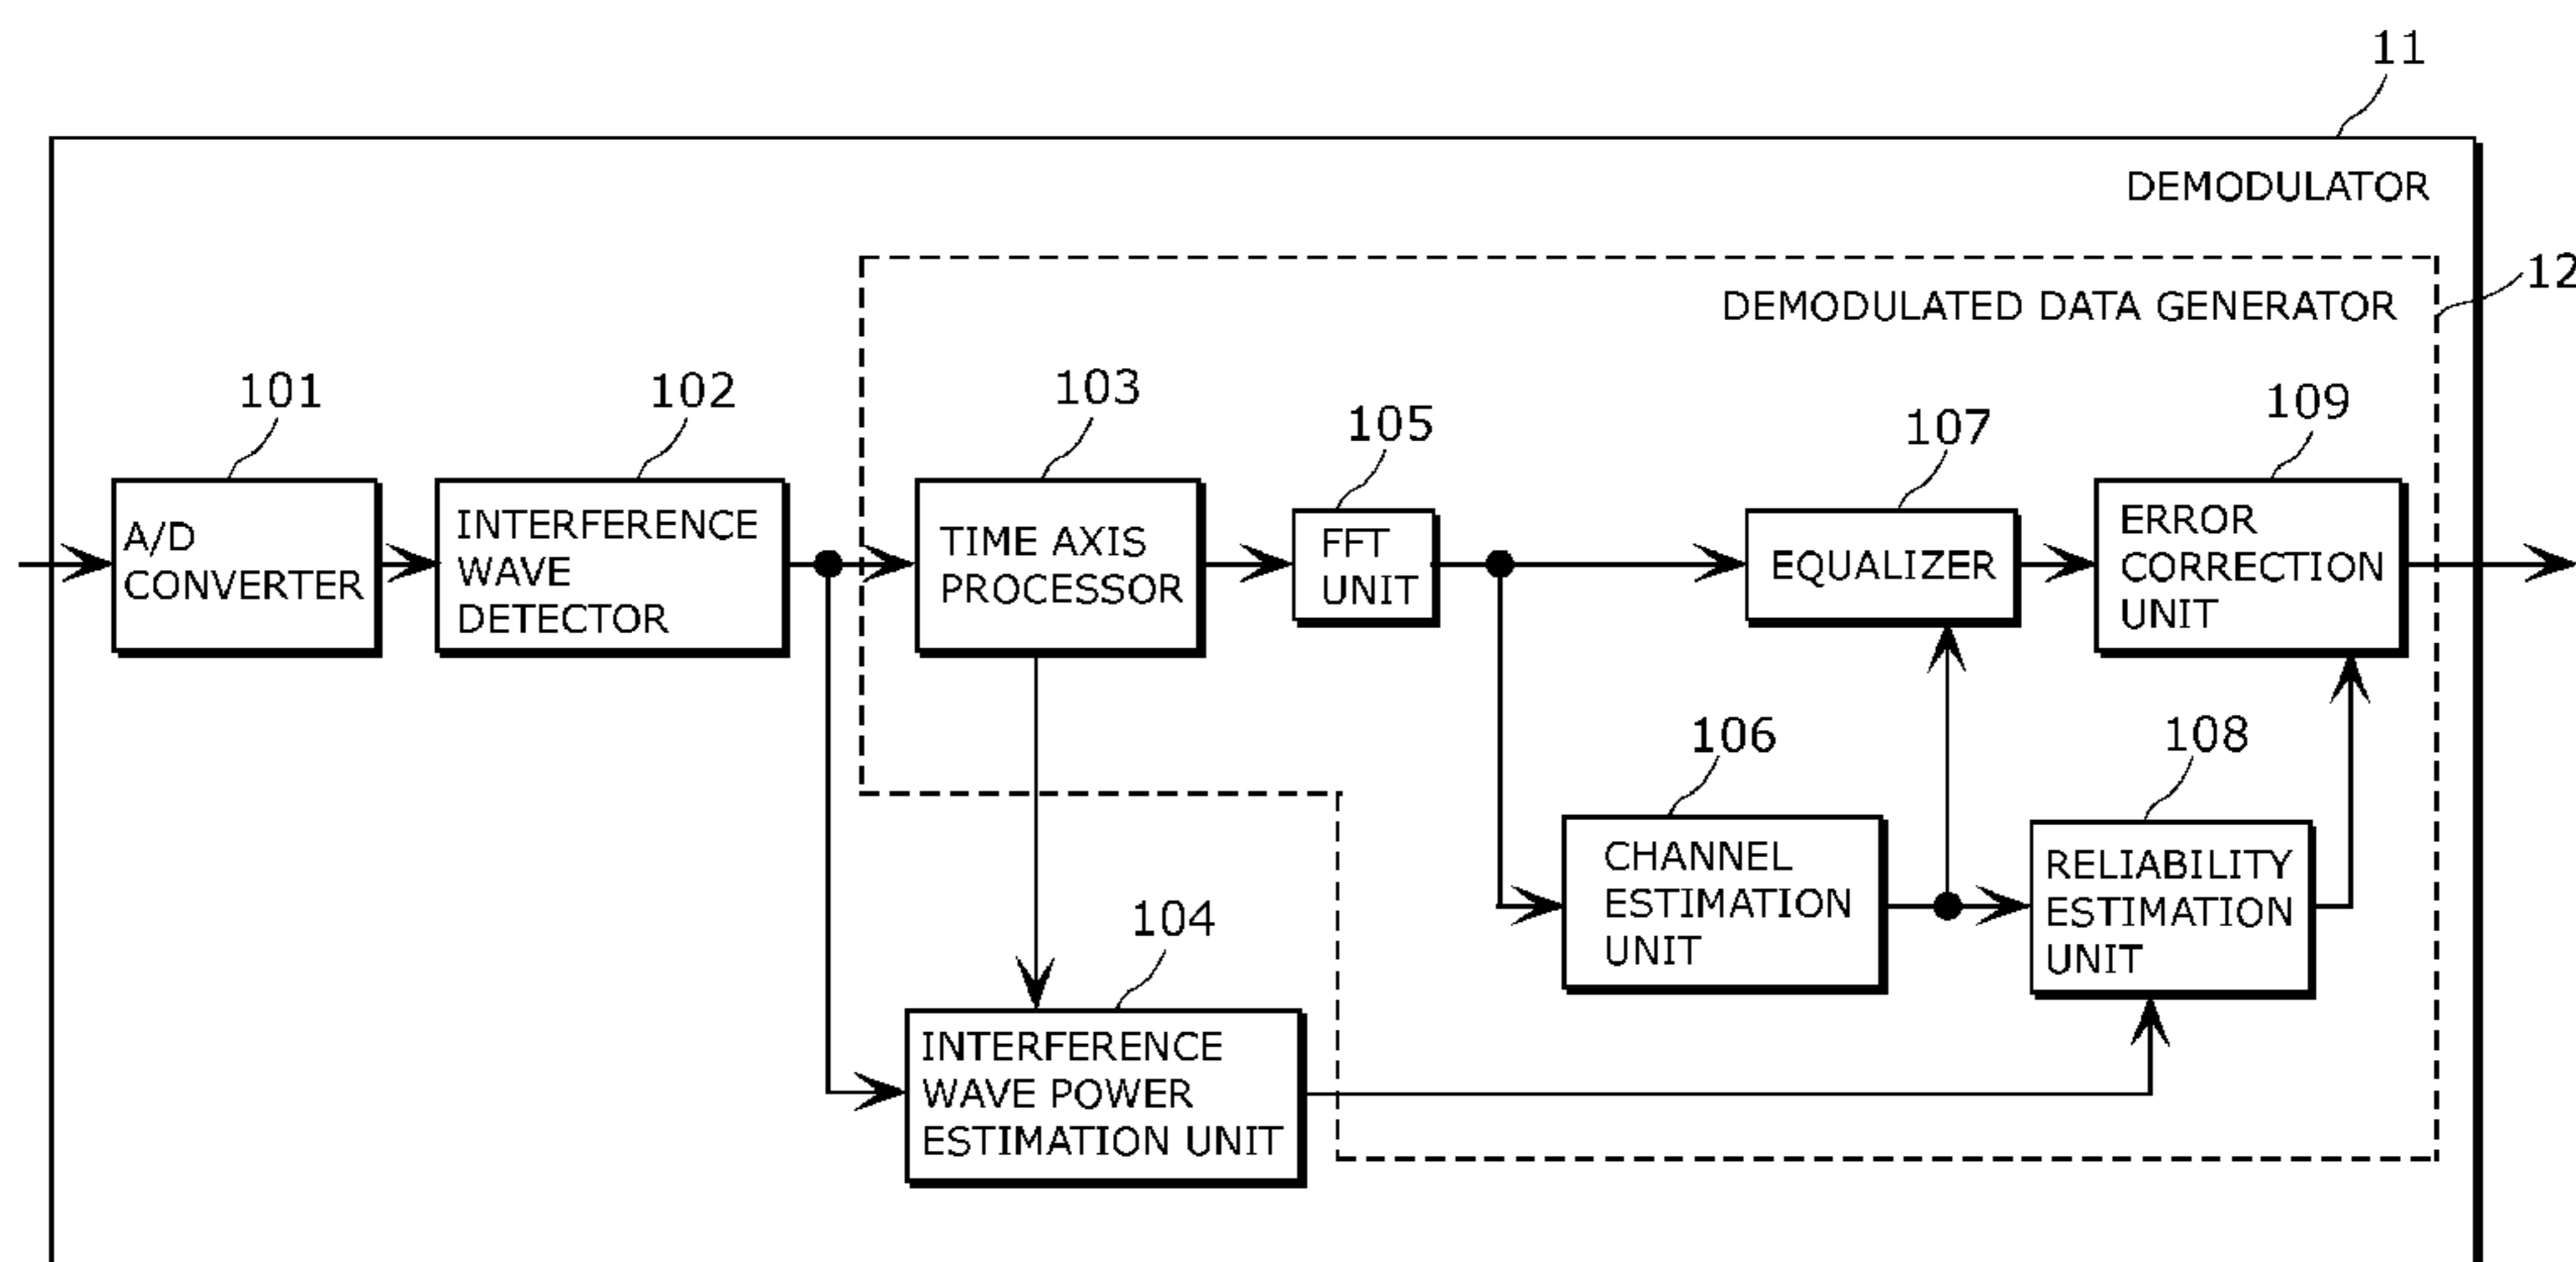 11
DEMODULATOR
12
DEMODULATED DATA GENERATOR
101
102
103
105
107
109
A/D
CONVERTER
INTERFERENCE
WAVE
DETECTOR
TIME AXIS
PROCESSOR
FFT
UNIT
EQUALIZER
ERROR
CORRECTION
UNIT
106
108
CHANNEL
ESTIMATION
UNIT
RELIABILITY
ESTIMATION
UNIT
104
INTERFERENCE
WAVE POWER
ESTIMATION UNIT